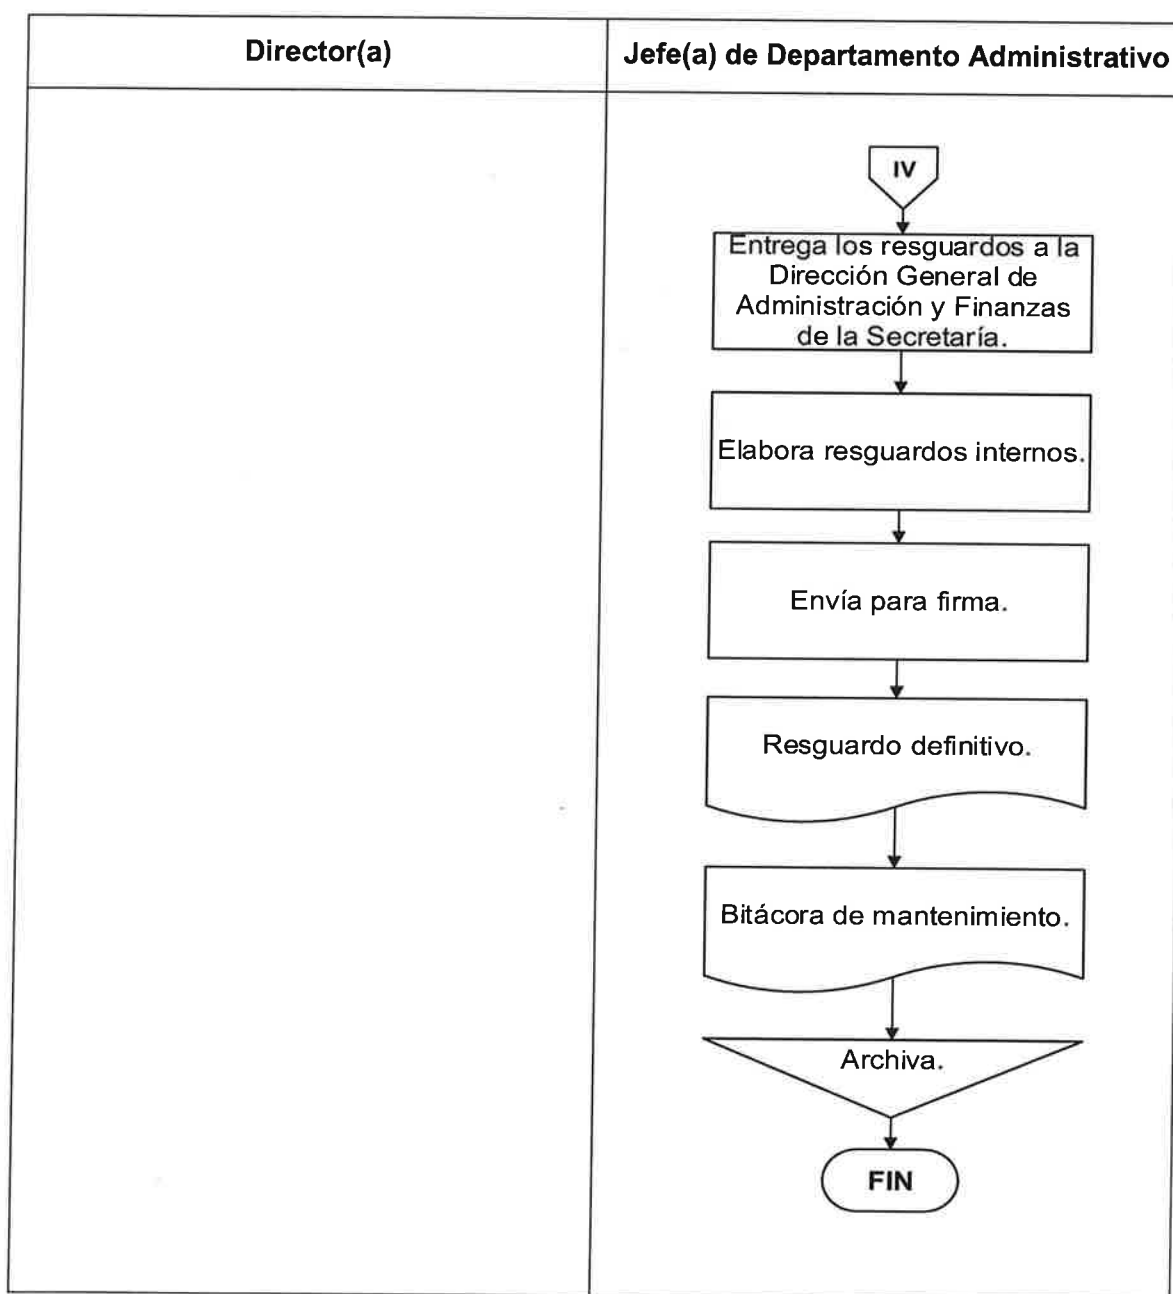 Director(a)
Jefe(a) de Departamento Administrativo
IV
Entrega los resguardos a la
Dirección General de
Administración y Finanzas
de la Secretaría.
Elabora resguardos internos.
Envía para firma.
Resguardo definitivo.
Bitácora de mantenimiento.
Archiva.
FIN